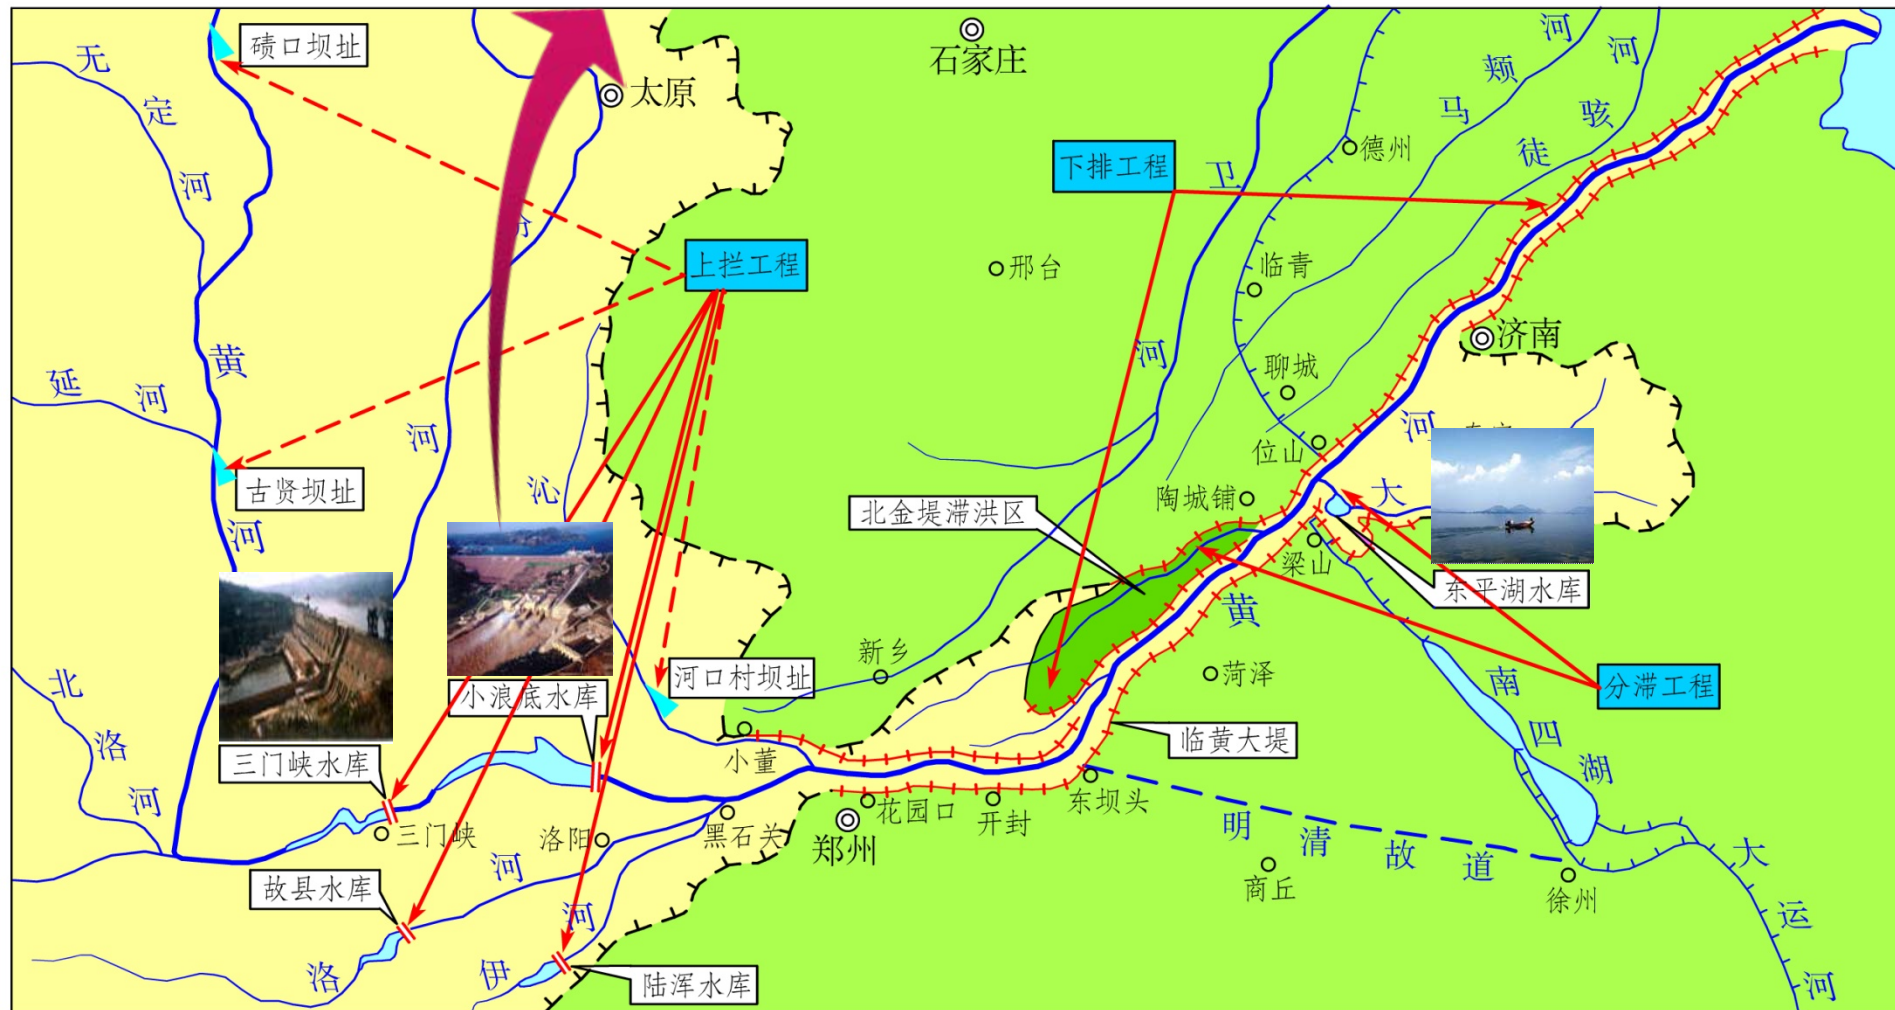 碛口坝址
石家庄
太原
无定河
马颊河
徒骇河
德州
下排工程
卫河
汾河
上拦工程
邢台
临青
济南
黄河
延河
聊城
位山
黄河
大
古贤坝址
沁
陶城铺
北金堤滞洪区
梁山
东平湖水库
新乡
菏泽
分滞工程
河口村坝址
小浪底水库
临黄大堤
南四湖
北洛河
三门峡水库
小董
东坝头
花园口
开封
三门峡
洛阳
黑石关
郑州
明清故道
商丘
徐州
大运河
故县水库
洛河
伊河
陆浑水库